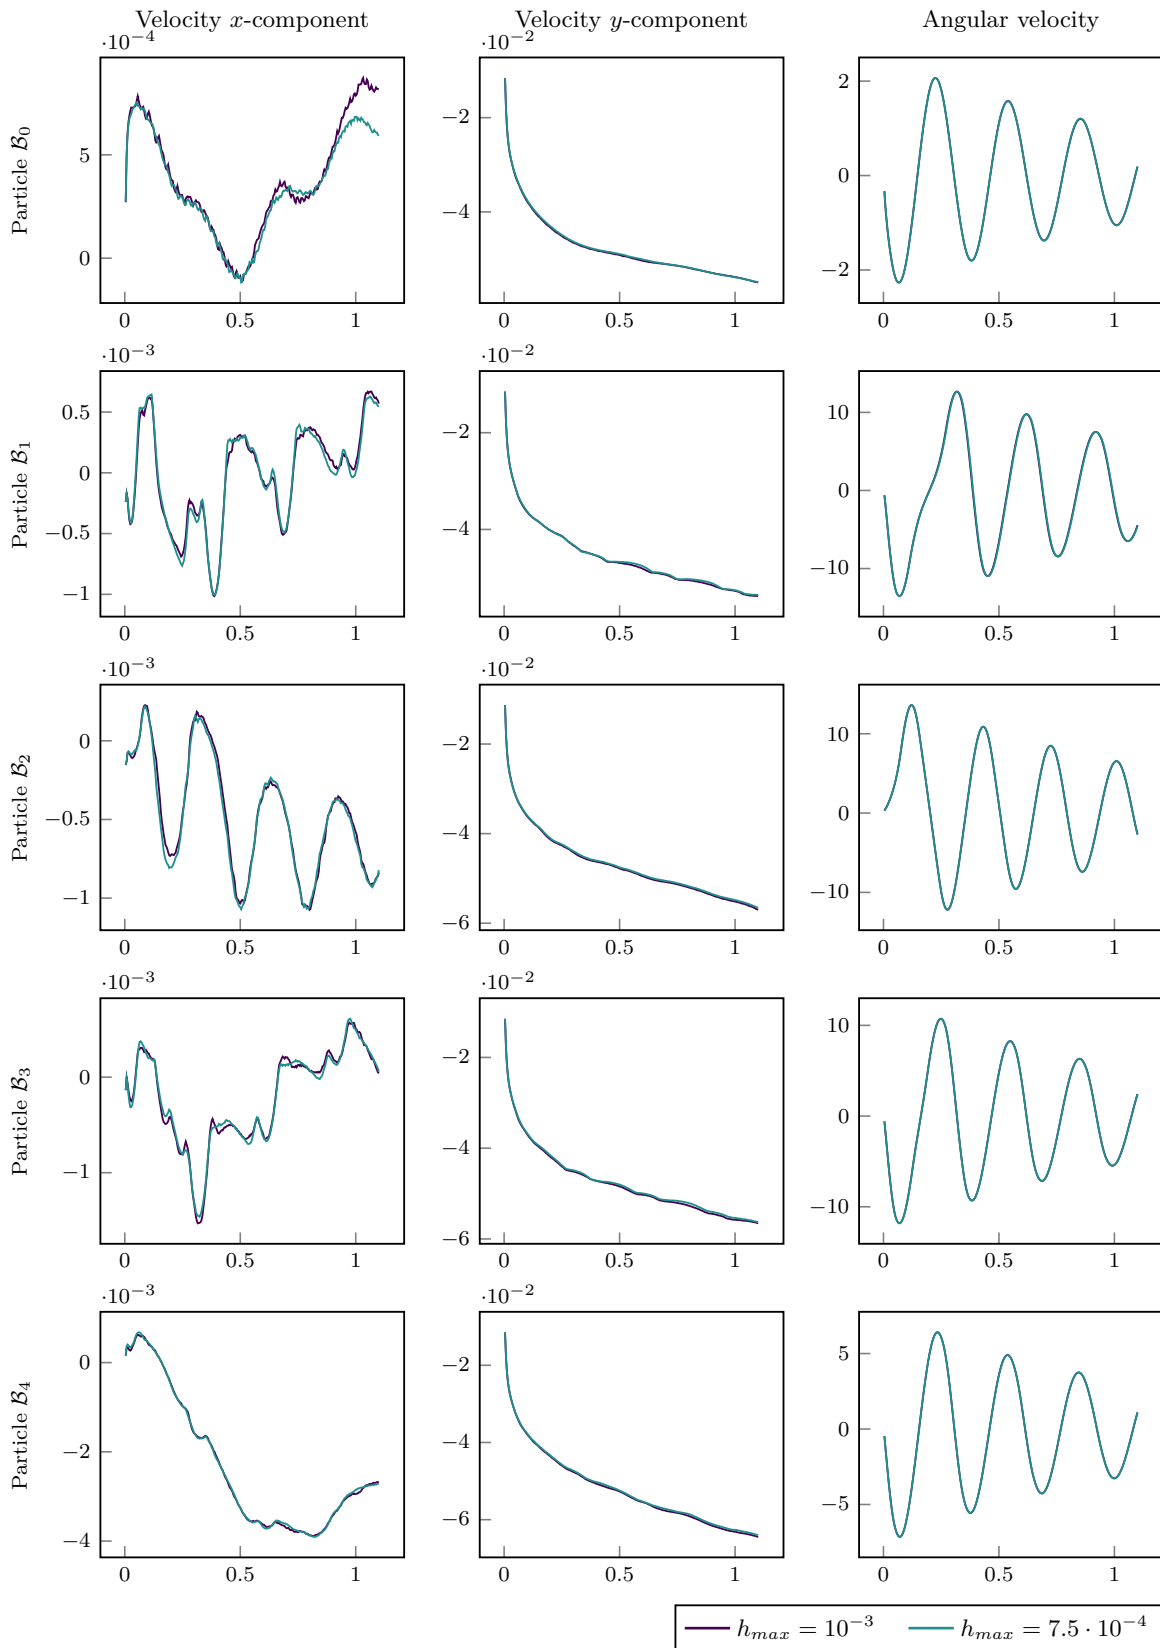 Velocity x-component Velocity y-component Angular velocity
·10⁻⁴ ·10⁻²
Particle B₀
5
0
0 0.5 1
−2
−4
0 0.5 1
2
0
−2
0 0.5 1
·10⁻³ ·10⁻²
Particle B₁
0.5
0
−0.5
−1
0 0.5 1
−2
−4
0 0.5 1
10
0
−10
0 0.5 1
·10⁻³ ·10⁻²
Particle B₂
0
−0.5
−1
0 0.5 1
−2
−4
−6
0 0.5 1
10
0
−10
0 0.5 1
·10⁻³ ·10⁻²
Particle B₃
0
−1
0 0.5 1
−2
−4
−6
0 0.5 1
10
0
−10
0 0.5 1
·10⁻³ ·10⁻²
Particle B₄
0
−2
−4
0 0.5 1
−2
−4
−6
0 0.5 1
5
0
−5
0 0.5 1
h_max = 10⁻³ h_max = 7.5 · 10⁻⁴